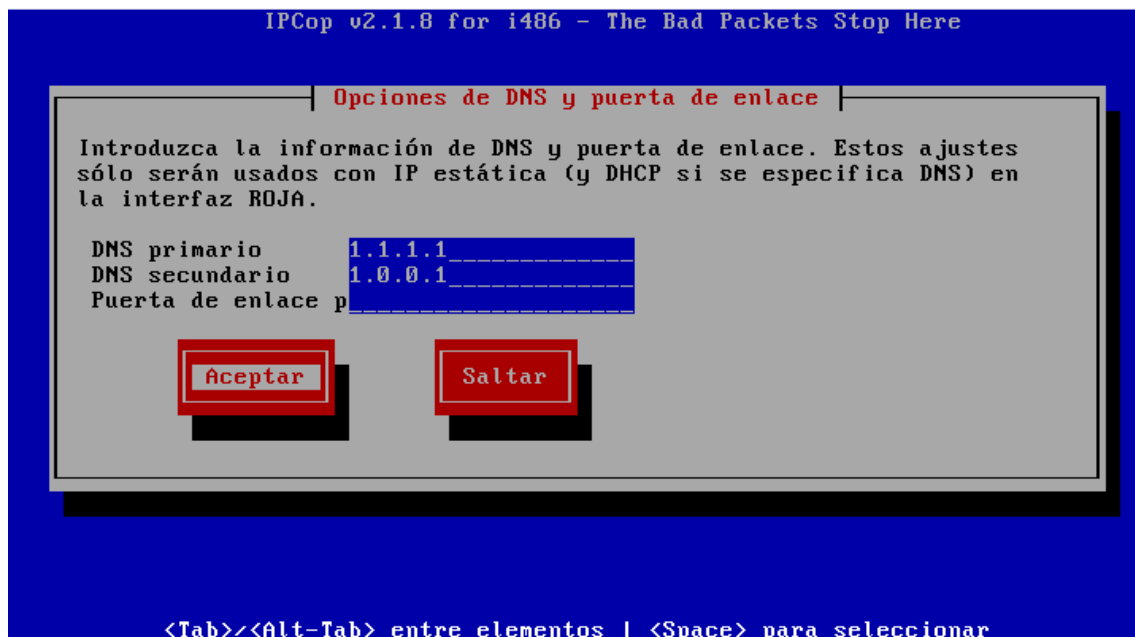 IPCop v2.1.8 for i486 - The Bad Packets Stop Here
Opciones de DNS y puerta de enlace
Introduzca la información de DNS y puerta de enlace. Estos ajustes
sólo serán usados con IP estática (y DHCP si se especifica DNS) en
la interfaz ROJA.
DNS primario 1.1.1.1
DNS secundario 1.0.0.1
Puerta de enlace p
Aceptar Saltar
<Tab>/<Alt-Tab> entre elementos | <Space> para seleccionar